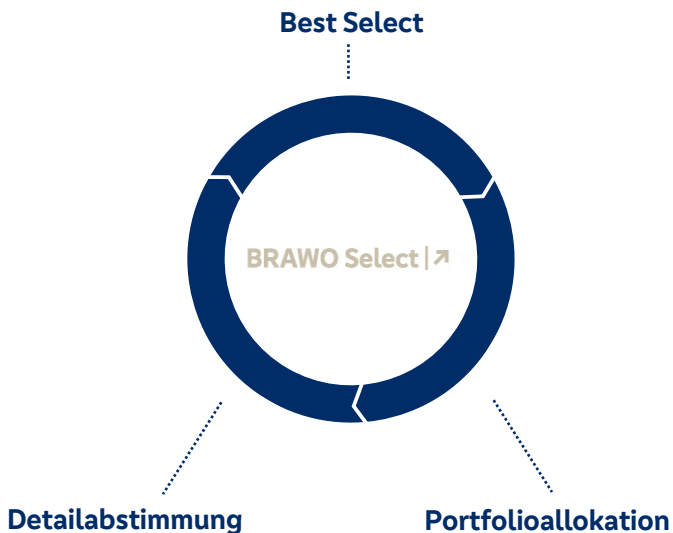 Best Select
BRAWO Select|↗
Detailabstimmung
Portfolioallokation